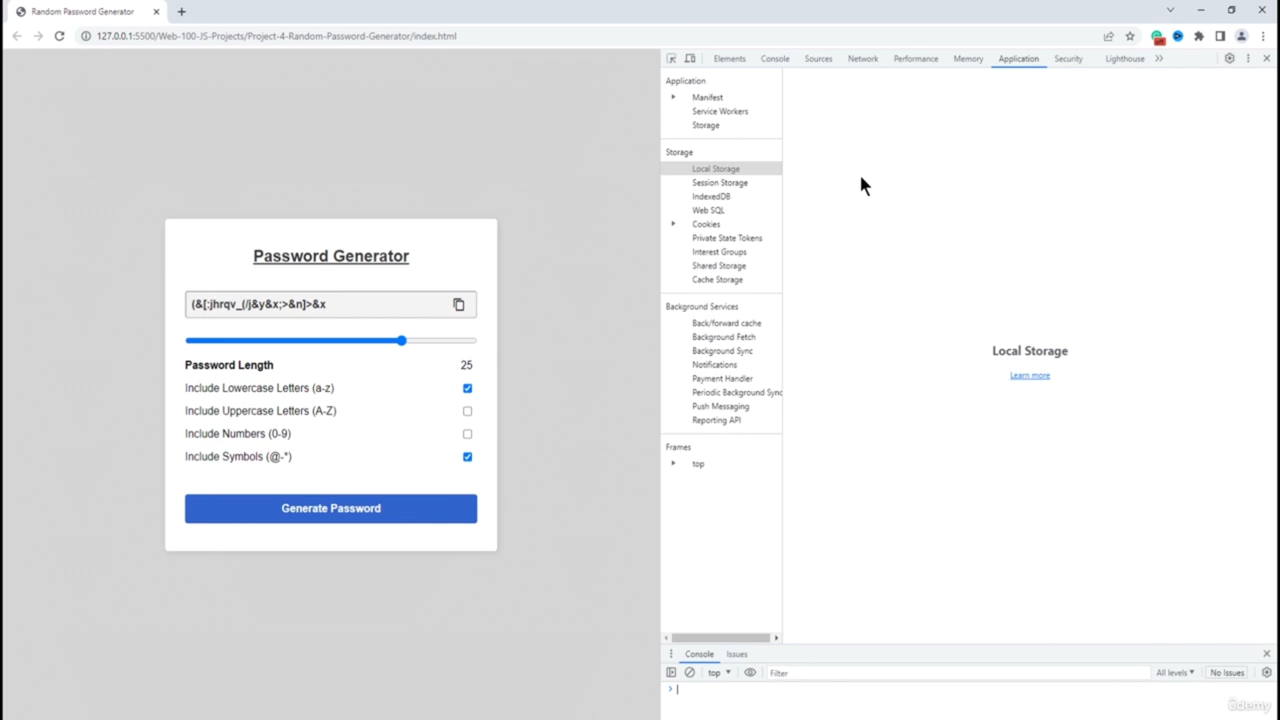 Random Password Generator
127.0.0.1:5500/Web-100-JS-Projects/Project-4-Random-Password-Generator/index.html
Elements Console Sources Network Performance Memory Application Security Lighthouse
Application
Manifest
Service Workers
Storage
Storage
Local Storage
Session Storage
IndexedDB
Web SQL
Cookies
Private State Tokens
Interest Groups
Shared Storage
Cache Storage
Background Services
Back/forward cache
Background Fetch
Background Sync
Notifications
Payment Handler
Periodic Background Sync
Push Messaging
Reporting API
Frames
top
Password Generator
(&[:jhrqv_(/j&y&x;>&n]>&x
Password Length 25
Include Lowercase Letters (a-z)
Include Uppercase Letters (A-Z)
Include Numbers (0-9)
Include Symbols (@-*)
Generate Password
Local Storage
Learn more
Console Issues
top Filter All levels No Issues
ûdemy